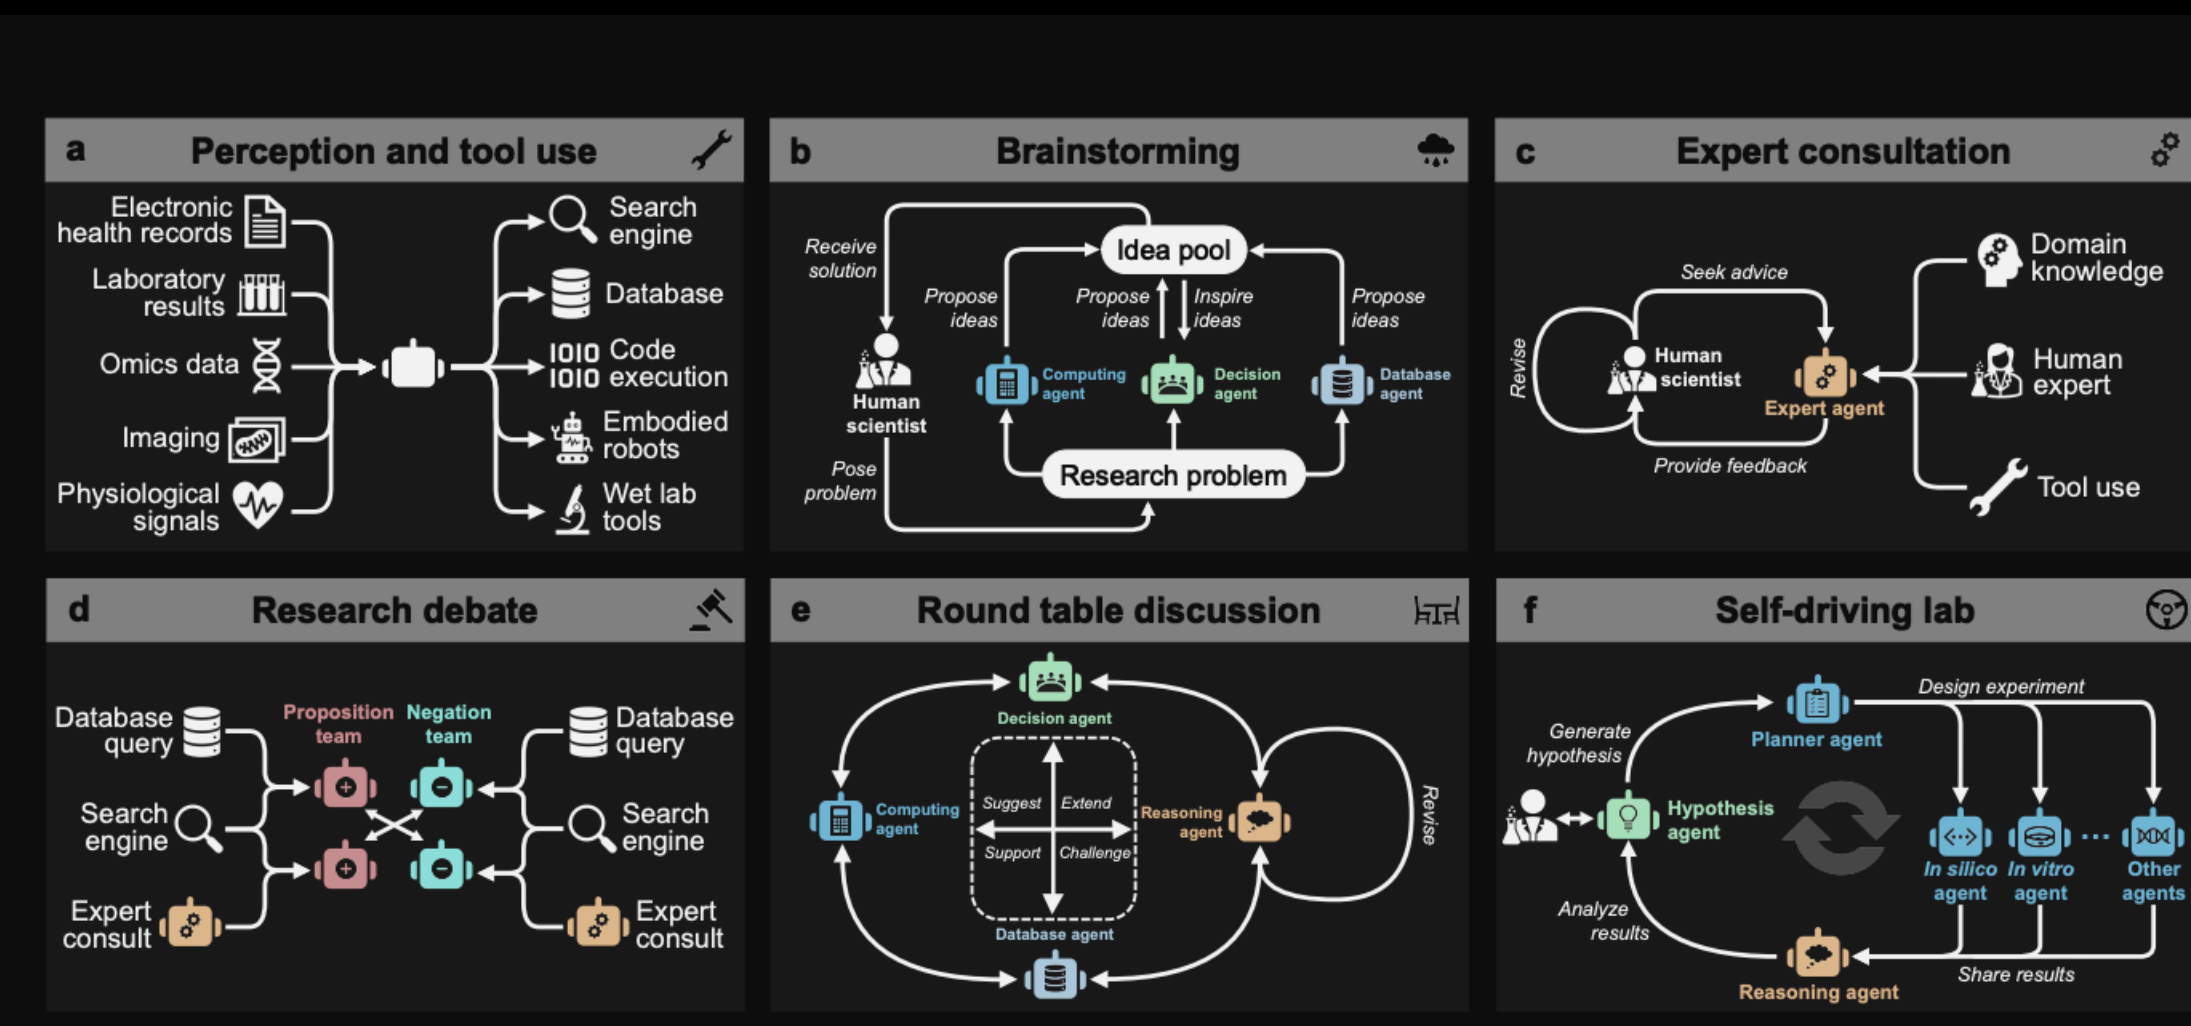 a Perception and tool use
Electronic
health records
Laboratory
results
Omics data
Imaging
Physiological
signals
Search
engine
Database
1010 Code
1010 execution
Embodied
robots
Wet lab
tools
b Brainstorming
Receive
solution
Idea pool
Propose
ideas
Propose
ideas
Inspire
ideas
Propose
ideas
Human
scientist
Computing
agent
Decision
agent
Database
agent
Pose
problem
Research problem
c Expert consultation
Seek advice
Revise
Human
scientist
Expert agent
Provide feedback
Domain
knowledge
Human
expert
Tool use
d Research debate
Database
query
Search
engine
Expert
consult
Proposition
team
Negation
team
Database
query
Search
engine
Expert
consult
e Round table discussion
Decision agent
Computing
agent
Suggest
Extend
Support
Challenge
Reasoning
agent
Revise
Database agent
f Self-driving lab
Generate
hypothesis
Planner agent
Design experiment
Hypothesis
agent
In silico
agent
In vitro
agent
...
Other
agents
Analyze
results
Reasoning agent
Share results